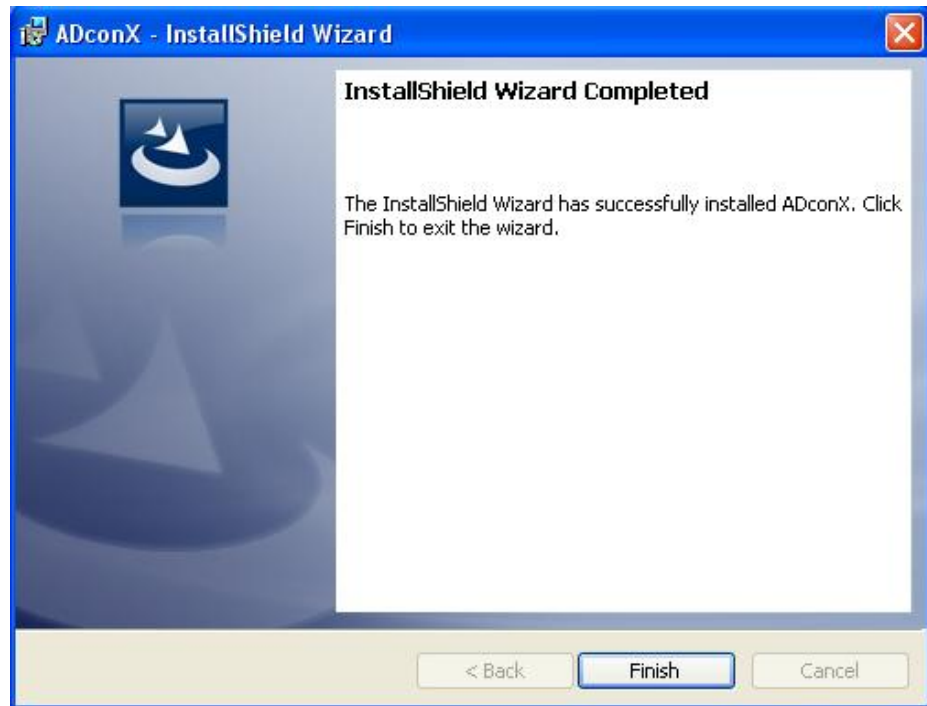 ADconX - InstallShield Wizard
InstallShield Wizard Completed
The InstallShield Wizard has successfully installed ADconX. Click
Finish to exit the wizard.
< Back Finish Cancel